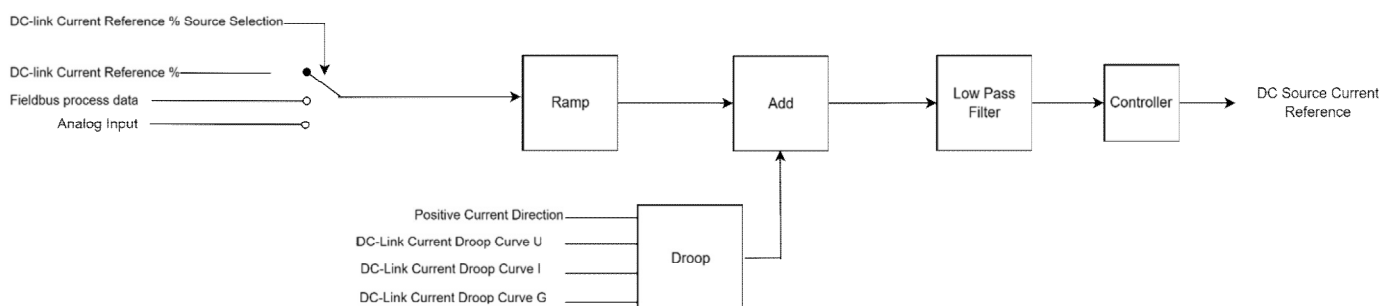 DC-link Current Reference % Source Selection
DC-link Current Reference %
Fieldbus process data
Analog Input
Ramp
Add
Low Pass
Filter
Controller
DC Source Current
Reference
Positive Current Direction
DC-Link Current Droop Curve U
DC-Link Current Droop Curve I
DC-Link Current Droop Curve G
Droop